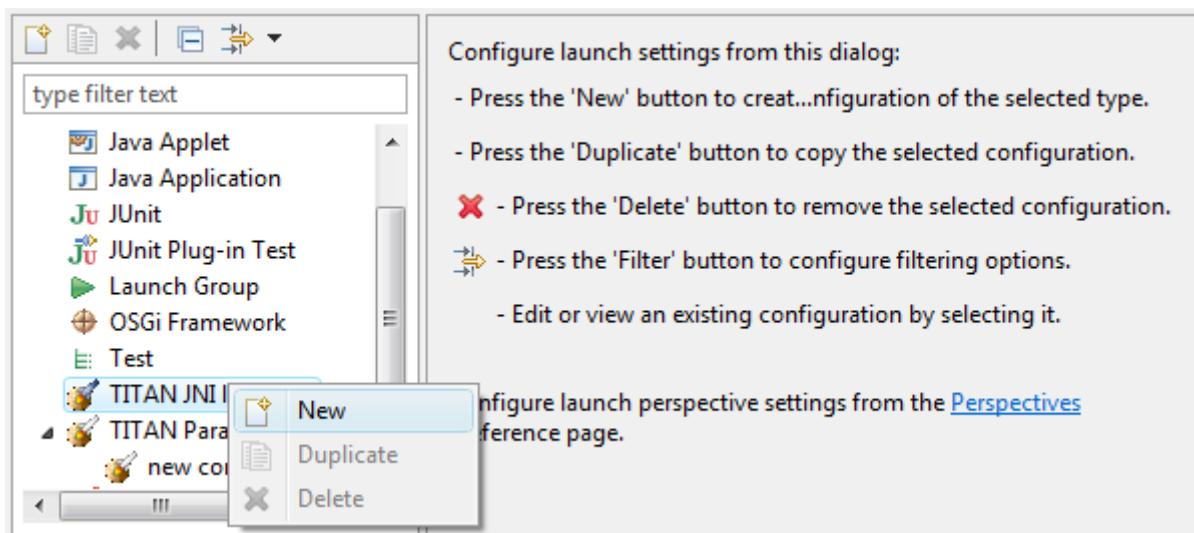 type filter text
Java Applet
Java Application
JUnit
JUnit Plug-in Test
Launch Group
OSGi Framework
Test
TITAN JNI
TITAN Para
new
New
Duplicate
Delete
Configure launch settings from this dialog:
- Press the 'New' button to creat...nfiguration of the selected type.
- Press the 'Duplicate' button to copy the selected configuration.
- Press the 'Delete' button to remove the selected configuration.
- Press the 'Filter' button to configure filtering options.
- Edit or view an existing configuration by selecting it.
nfigure launch perspective settings from the Perspectives
ference page.